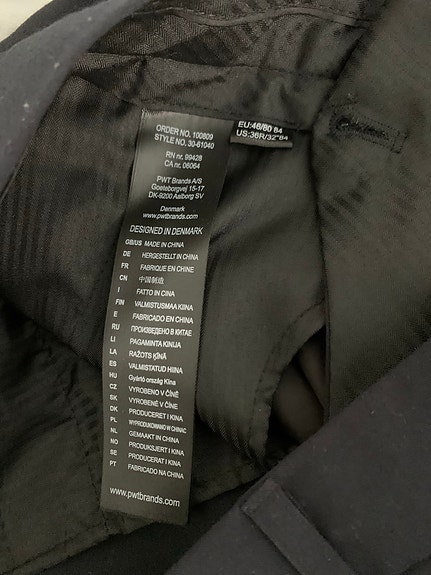 ORDER NO. 100809
STYLE NO. 30-61040
RN nr. 99428
CA nr. 06064
PWT Brands A/S
Goeteborgvej 15-17
DK-9200 Aalborg SV
Denmark
www.pwtbrands.com
DESIGNED IN DENMARK
GB/US MADE IN CHINA
DE HERGESTELLT IN CHINA
FR FABRIQUE EN CHINE
CN 中国制造
I FATTO IN CINA
FIN VALMISTUSMAA KIINA
E FABRICADO EN CHINA
RU ПРОИЗВЕДЕНО В КИТАЕ
LI PAGAMINTA KINIJA
LA RAŽOTS ĶĪNĀ
ES VALMISTATUD HIINA
HU Gyártó ország Kína
CZ VYROBENO V ČÍNĚ
SK VYROBENÉ V ČÍNE
DK PRODUCERET I KINA
PL WYPRODUKOWANO W CHINACH
NL GEMAAKT IN CHINA
NO PRODUKSJERT I KINA
SE PRODUCERAT I KINA
PT FABRICADO NA CHINA
www.pwtbrands.com
EU:46/80 84
US:36R/32"84